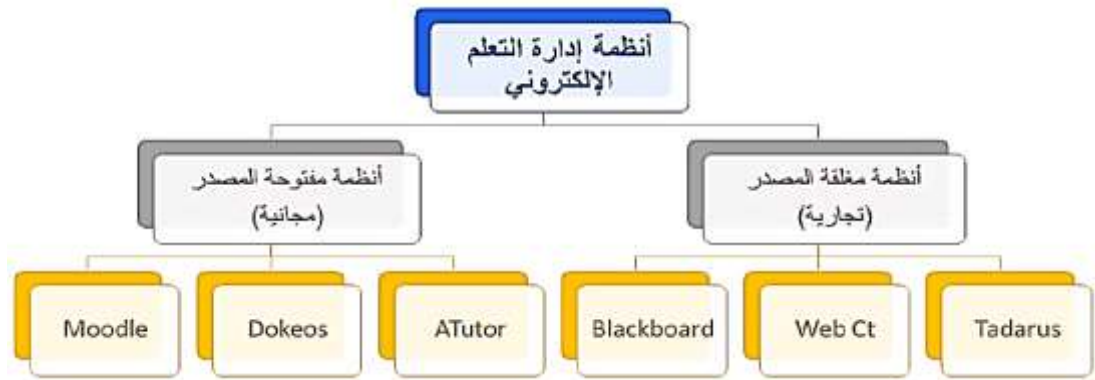 أنظمة إدارة التعلم
الإلكتروني
أنظمة مغلقة المصدر
(تجارية)
أنظمة مفتوحة المصدر
(مجانية)
Moodle
Dokeos
ATutor
Blackboard
Web Ct
Tadarus